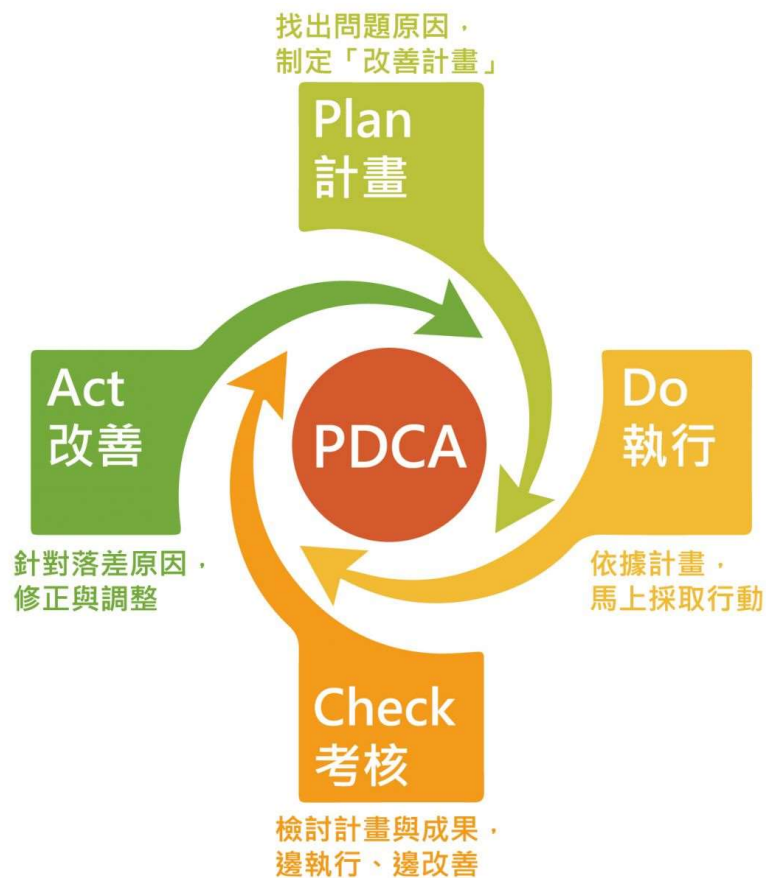 找出問題原因，
制定「改善計畫」
Plan
計畫
Act
改善
PDCA
Do
執行
針對落差原因，
修正與調整
依據計畫，
馬上採取行動
Check
考核
檢討計畫與成果，
邊執行、邊改善